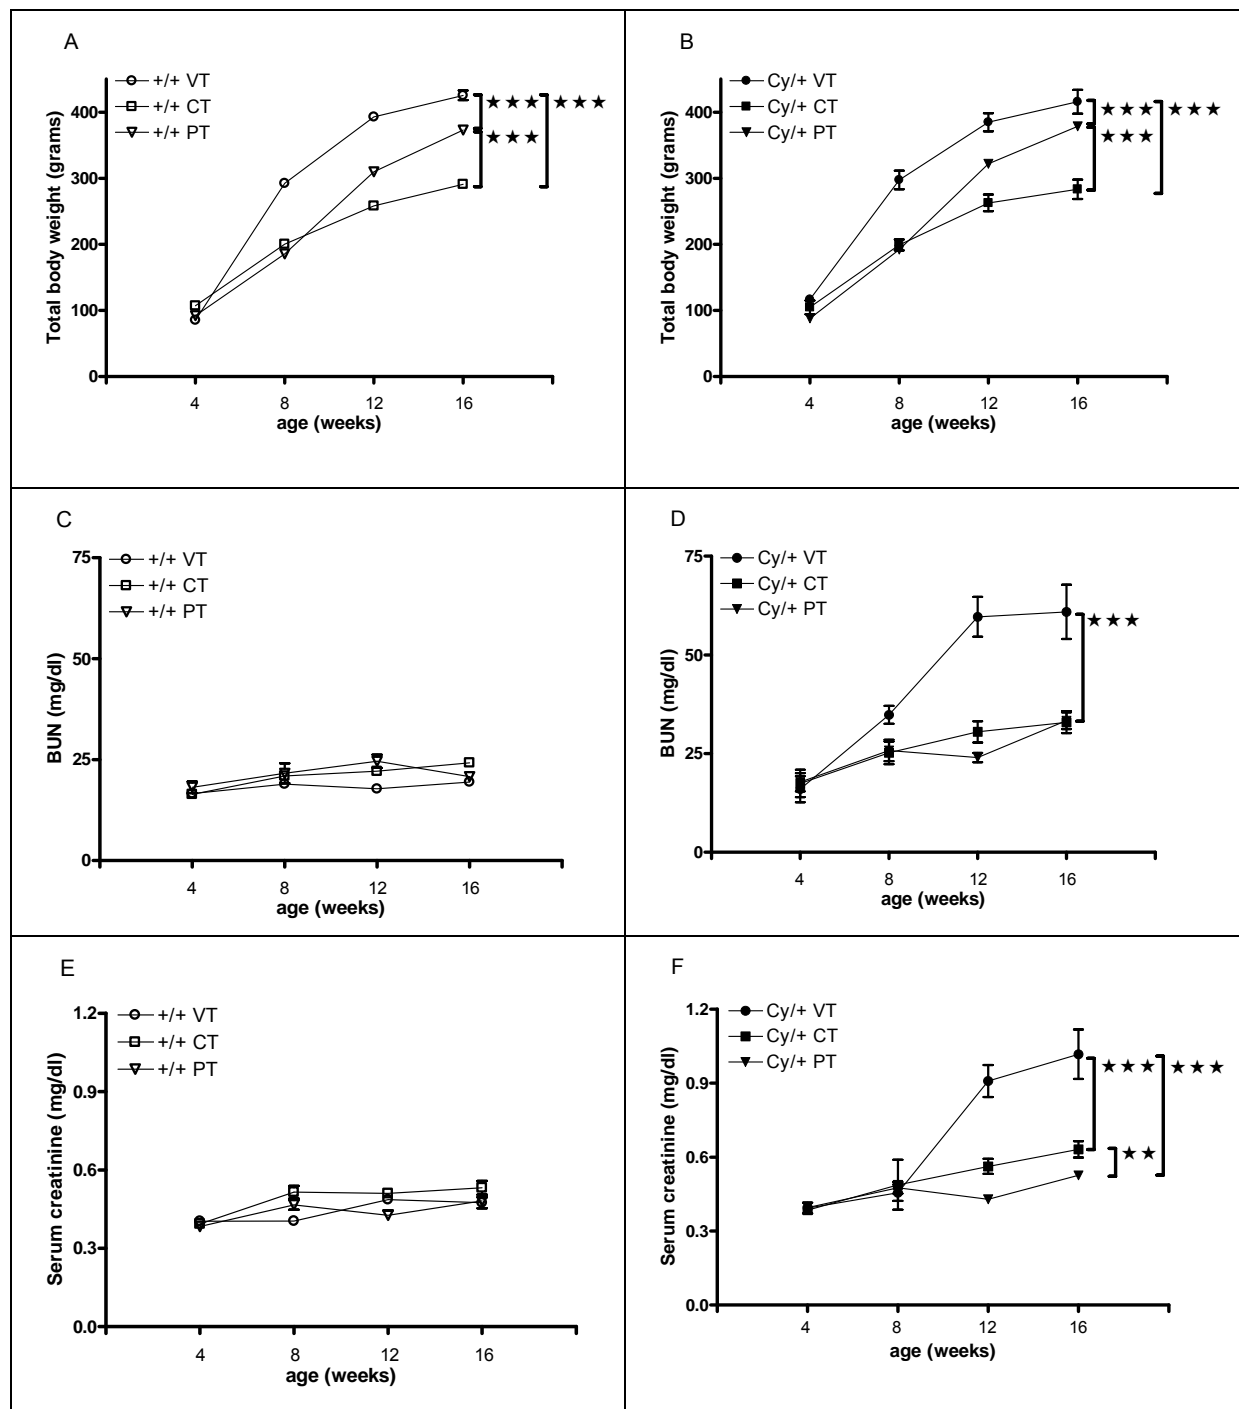 A
+/+ VT
+/+ CT
+/+ PT
Total body weight (grams)
400
300
200
100
0
4 8 12 16
age (weeks)
★★★ ★★★
★★★
B
Cy/+ VT
Cy/+ CT
Cy/+ PT
Total body weight (grams)
400
300
200
100
0
4 8 12 16
age (weeks)
★★★ ★★★
★★★
C
+/+ VT
+/+ CT
+/+ PT
BUN (mg/dl)
75
50
25
0
4 8 12 16
age (weeks)
D
Cy/+ VT
Cy/+ CT
Cy/+ PT
BUN (mg/dl)
75
50
25
0
4 8 12 16
age (weeks)
★★★
E
+/+ VT
+/+ CT
+/+ PT
Serum creatinine (mg/dl)
1.2
0.9
0.6
0.3
0.0
4 8 12 16
age (weeks)
F
Cy/+ VT
Cy/+ CT
Cy/+ PT
Serum creatinine (mg/dl)
1.2
0.9
0.6
0.3
0.0
4 8 12 16
age (weeks)
★★★ ★★★
★★